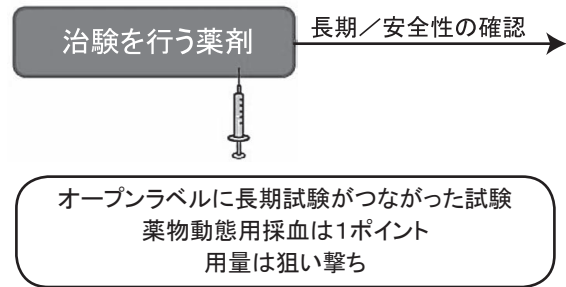 治験を行う薬剤
長期／安全性の確認
オープンラベルに長期試験がつながった試験
薬物動態用採血は1ポイント
用量は狙い撃ち